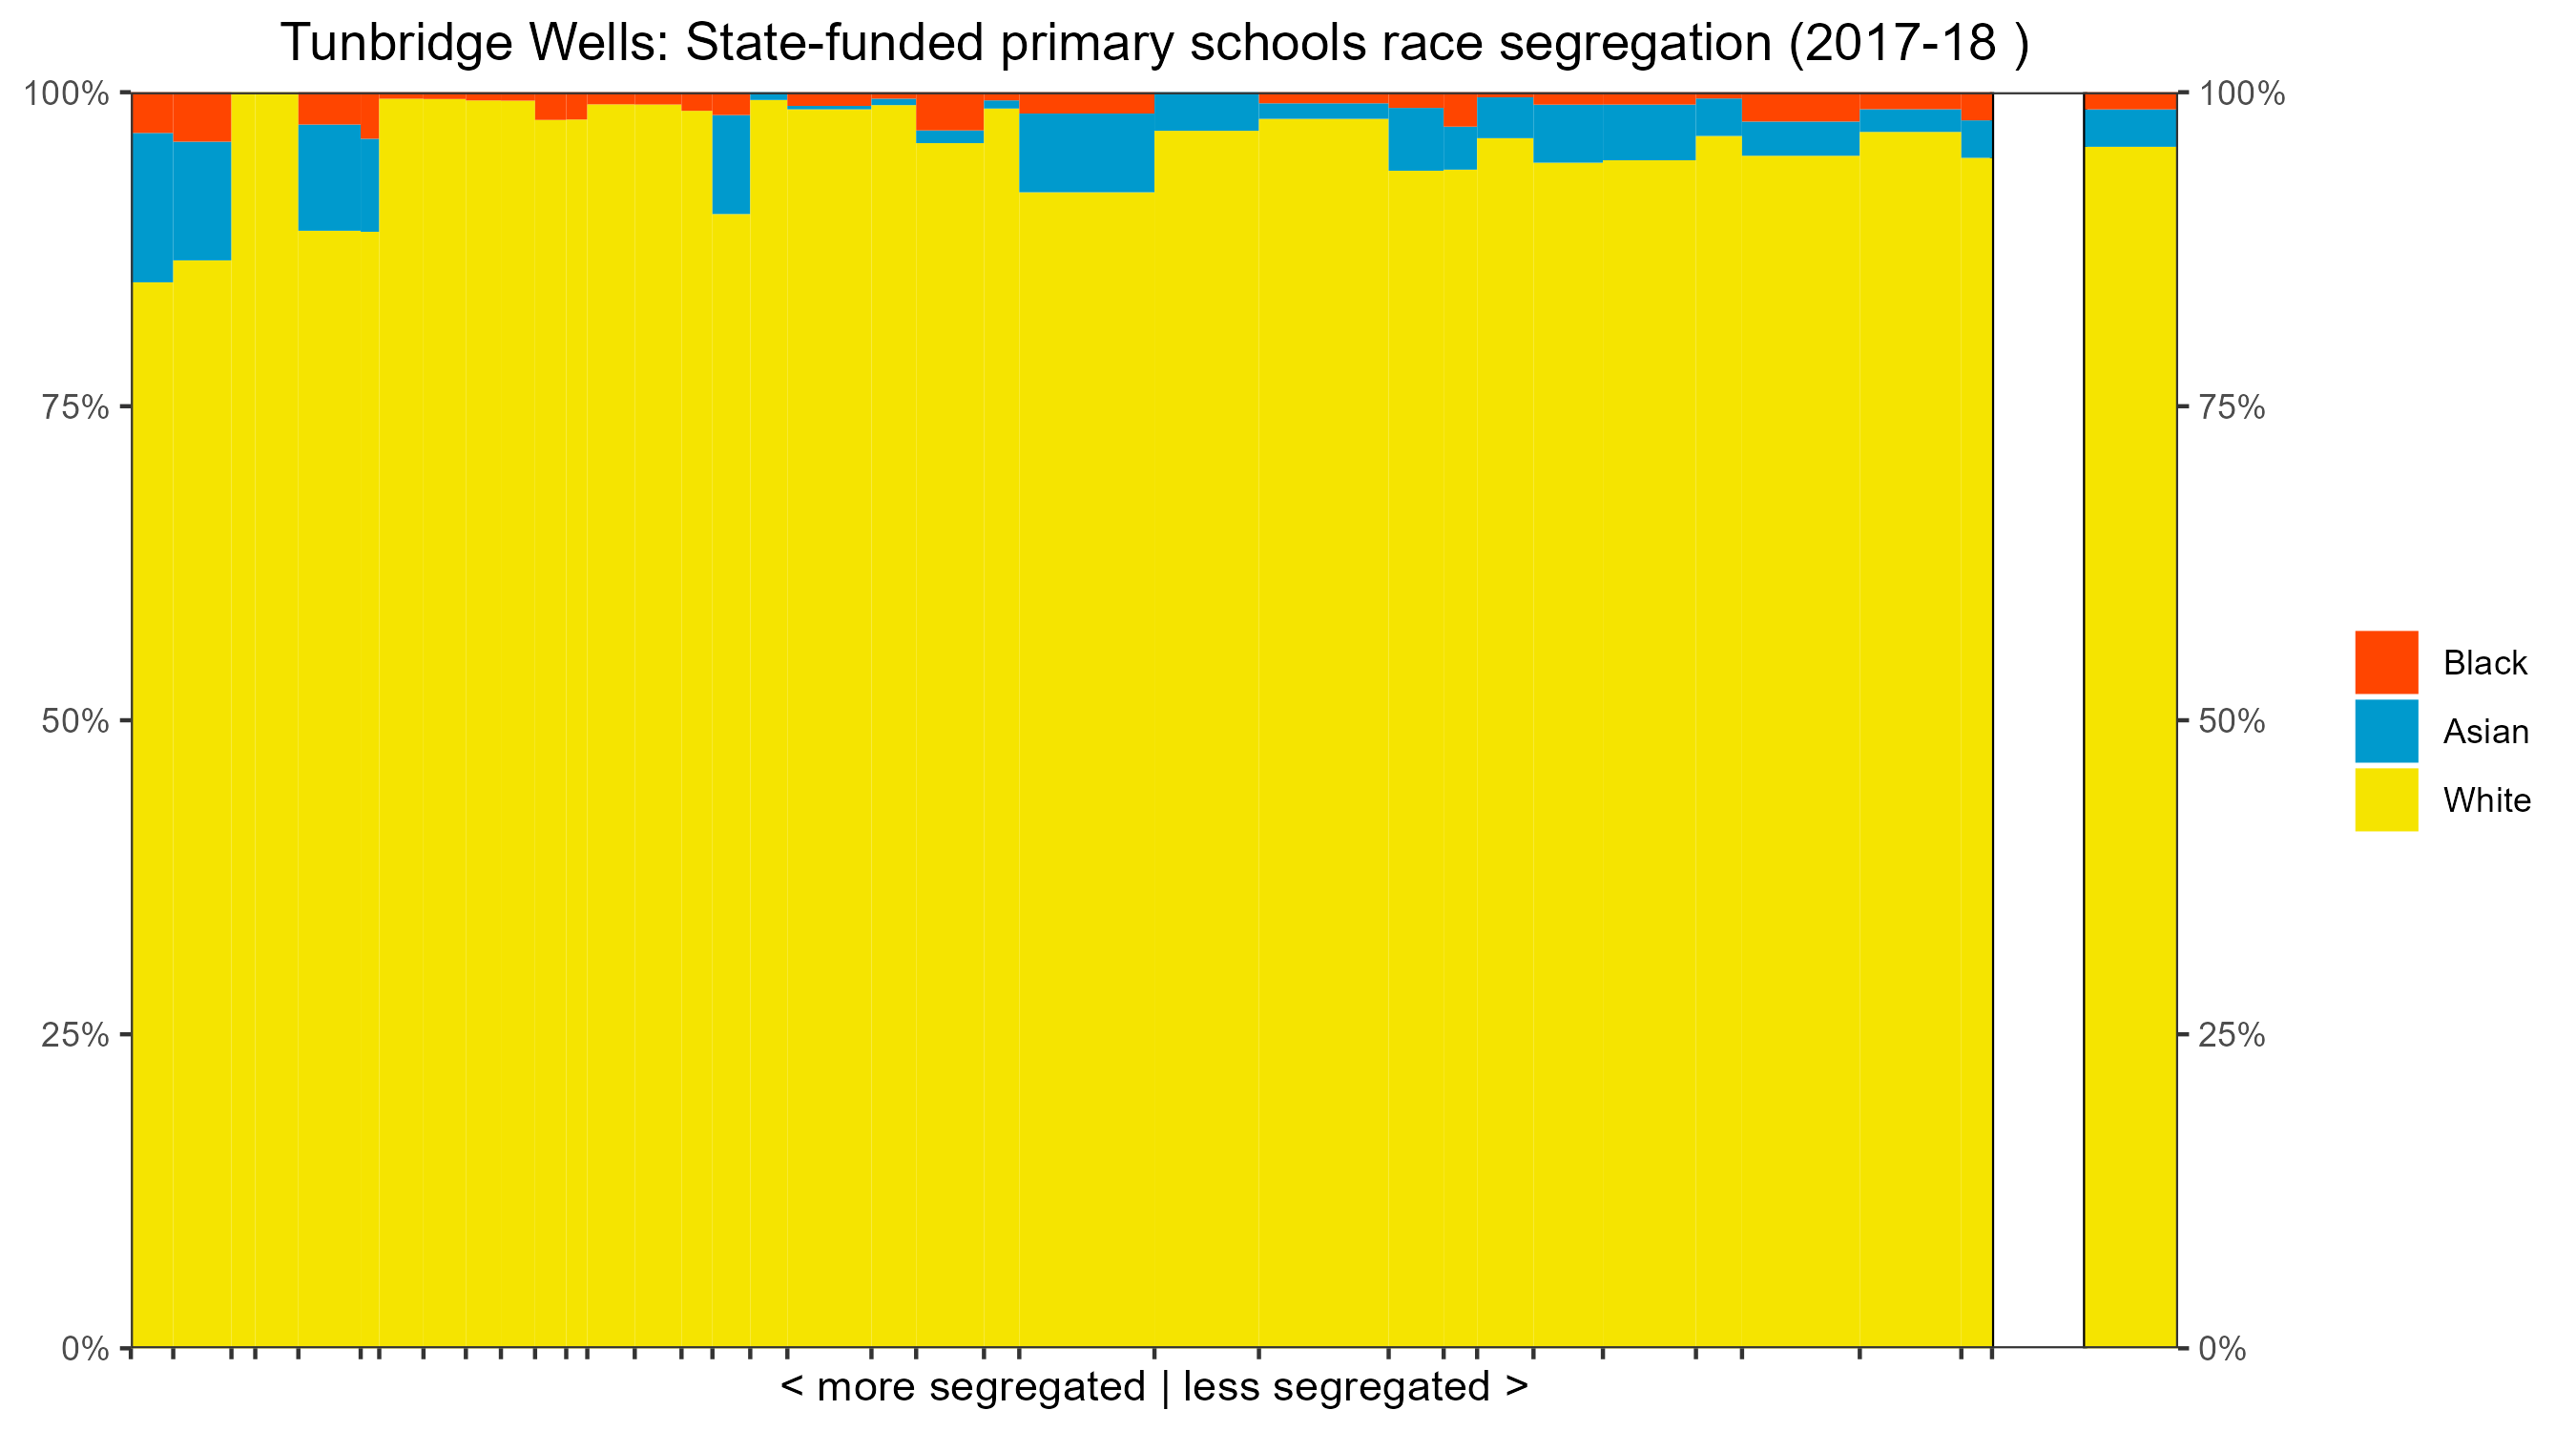 Tunbridge Wells: State-funded primary schools race segregation (2017-18 )
100%
75%
50%
25%
0%
100%
75%
50%
25%
0%
Black
Asian
White
< more segregated | less segregated >